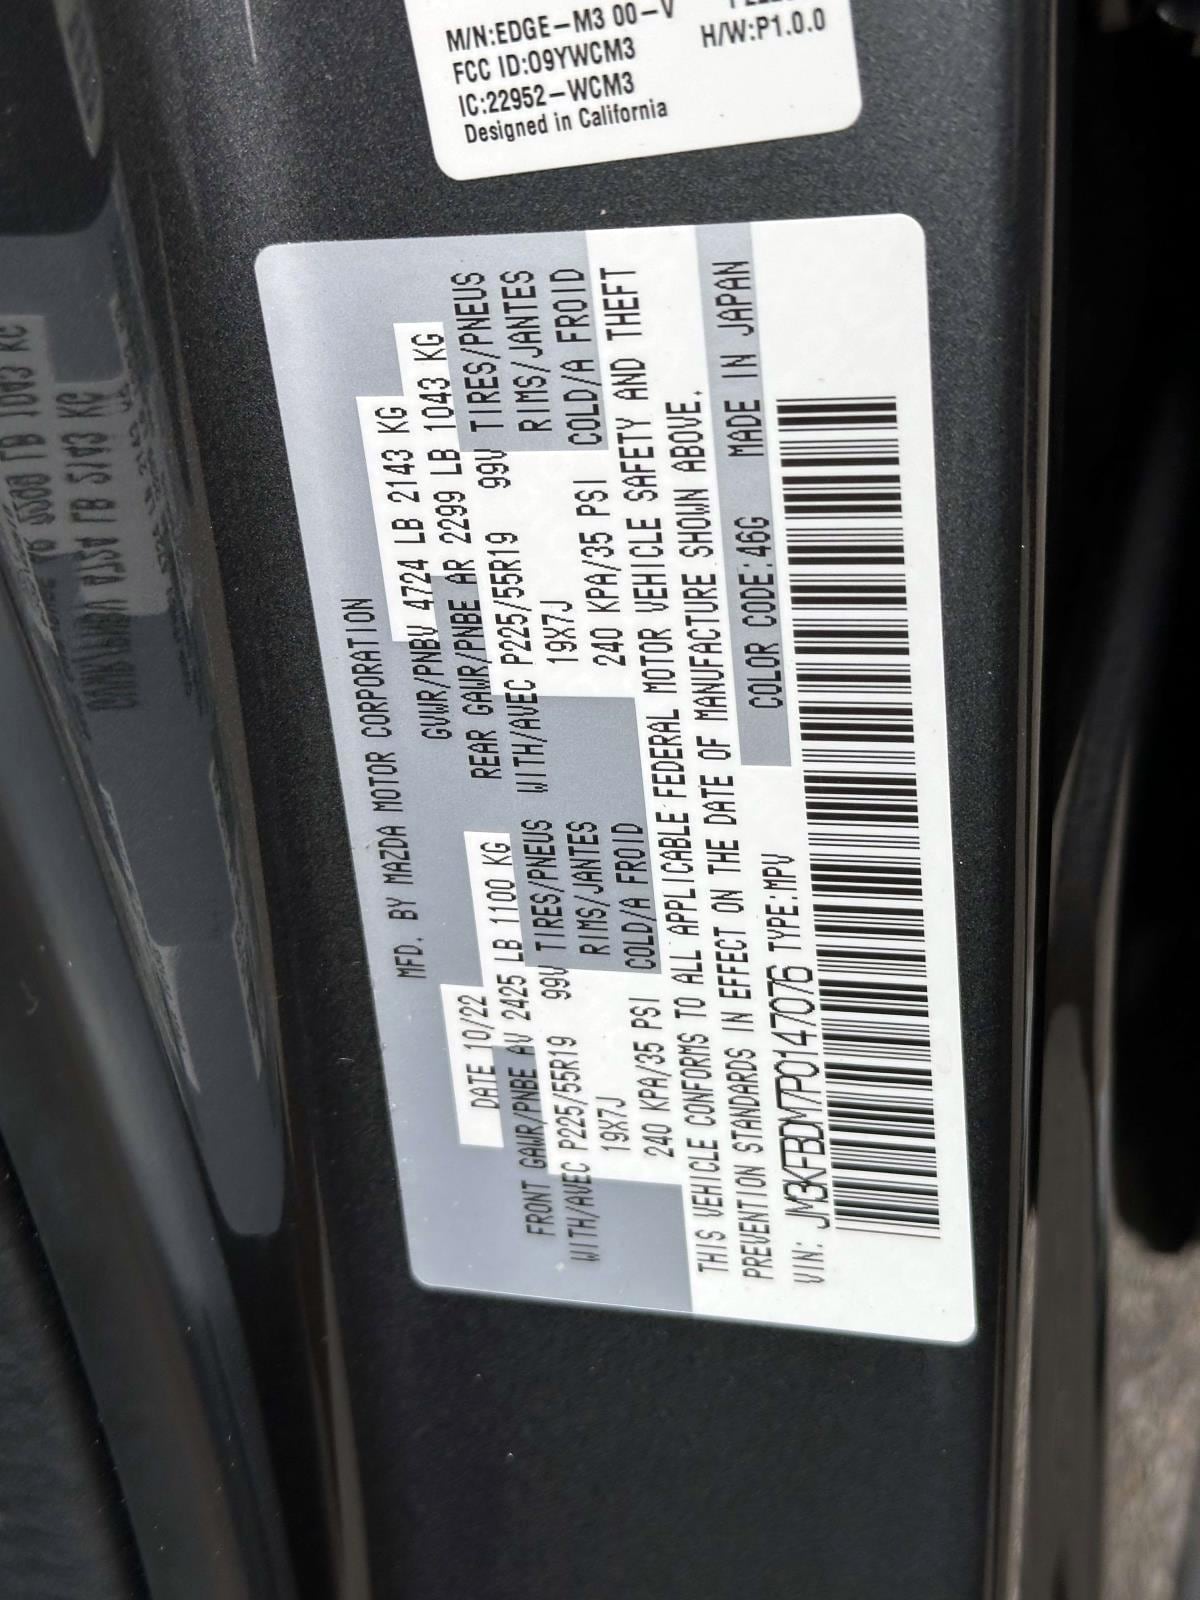 M/N:EDGE-M3 00-V
H/W:P1.0.0
FCC ID:O9YWCM3
IC:22952-WCM3
Designed in California
MFD. BY MAZDA MOTOR CORPORATION
DATE 10/22 GVWR/PNBV 4724 LB 2143 KG
FRONT GAWR/PNBE AV 2425 LB 1100 KG REAR GAWR/PNBE AR 2299 LB 1043 KG
WITH/AVEC P225/55R19 99V TIRES/PNEUS WITH/AVEC P225/55R19 99V TIRES/PNEUS
19X7J RIMS/JANTES 19X7J RIMS/JANTES
240 KPA/35 PSI COLD/A FROID 240 KPA/35 PSI COLD/A FROID
THIS VEHICLE CONFORMS TO ALL APPLICABLE FEDERAL MOTOR VEHICLE SAFETY AND THEFT
PREVENTION STANDARDS IN EFFECT ON THE DATE OF MANUFACTURE SHOWN ABOVE.
VIN: JM3KFBDM7P0147076 TYPE:MPV COLOR CODE:46G MADE IN JAPAN